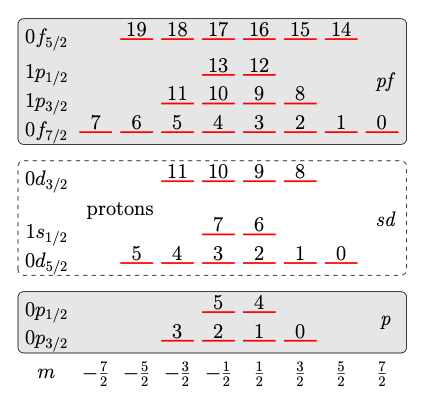 0f₅/₂ 19 18 17 16 15 14
1p₁/₂ 13 12 pf
1p₃/₂ 11 10 9 8
0f₇/₂ 7 6 5 4 3 2 1 0
0d₃/₂ 11 10 9 8
protons
1s₁/₂ 7 6 sd
0d₅/₂ 5 4 3 2 1 0
0p₁/₂ 5 4 p
0p₃/₂ 3 2 1 0
m −7/2 −5/2 −3/2 −1/2 1/2 3/2 5/2 7/2